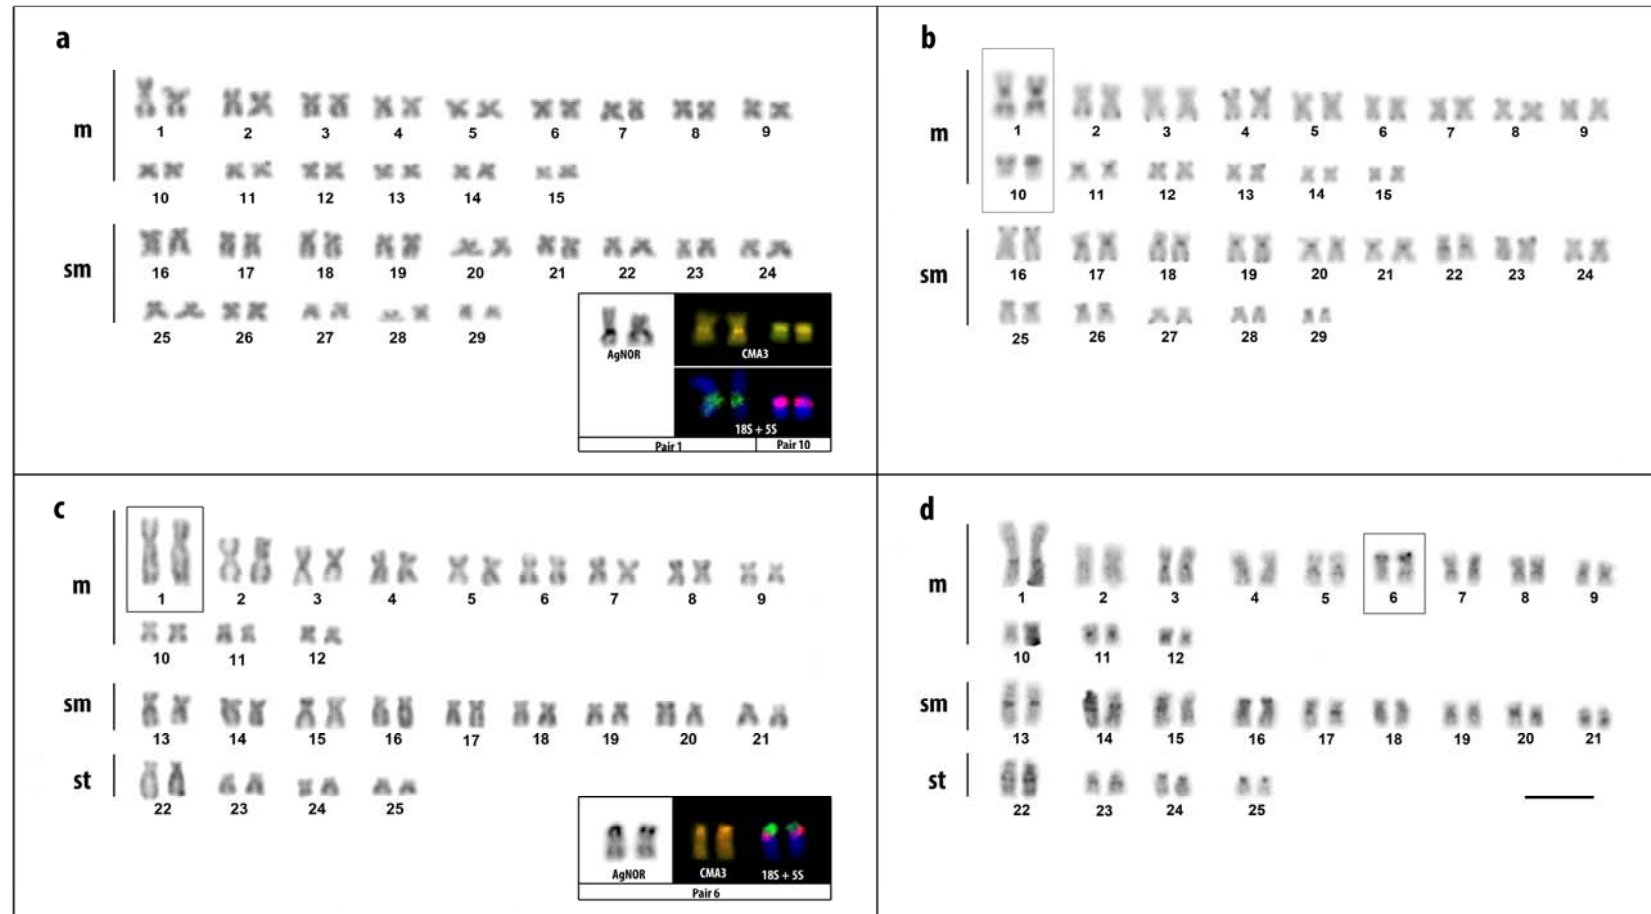 a
m
1 2 3 4 5 6 7 8 9
10 11 12 13 14 15
sm
16 17 18 19 20 21 22 23 24
25 26 27 28 29
AgNOR CMA3
18S + 5S
Pair 1 Pair 10
b
m
1 2 3 4 5 6 7 8 9
10 11 12 13 14 15
sm
16 17 18 19 20 21 22 23 24
25 26 27 28 29
c
m
1 2 3 4 5 6 7 8 9
10 11 12
sm
13 14 15 16 17 18 19 20 21
st
22 23 24 25
AgNOR CMA3 18S + 5S
Pair 6
d
m
1 2 3 4 5 6 7 8 9
10 11 12
sm
13 14 15 16 17 18 19 20 21
st
22 23 24 25